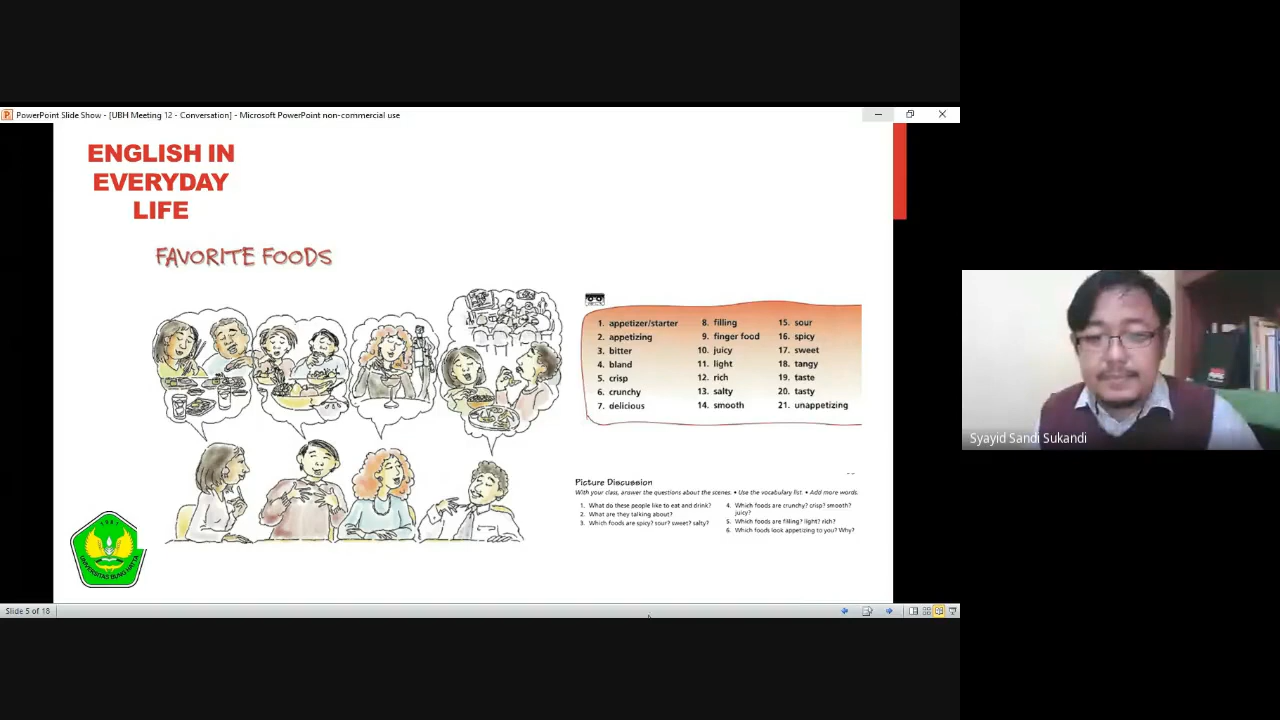 PowerPoint Slide Show - [UBH Meeting 12 - Conversation] - Microsoft PowerPoint non-commercial use
ENGLISH IN
EVERYDAY
LIFE
FAVORITE FOODS
1. appetizer/starter
2. appetizing
3. bitter
4. bland
5. crisp
6. crunchy
7. delicious
8. filling
9. finger food
10. juicy
11. light
12. rich
13. salty
14. smooth
15. sour
16. spicy
17. sweet
18. tangy
19. taste
20. tasty
21. unappetizing
Picture Discussion
With your class, answer the questions about the scenes. • Use the vocabulary list. • Add more words.
1. What do these people like to eat and drink?
2. What are they talking about?
3. Which foods are spicy? sour? sweet? salty?
4. Which foods are crunchy? crisp? smooth?
juicy?
5. Which foods are filling? light? rich?
6. Which foods look appetizing to you? Why?
1981
UNIVERSITAS BUNG HATTA
Syayid Sandi Sukandi
Slide 5 of 18